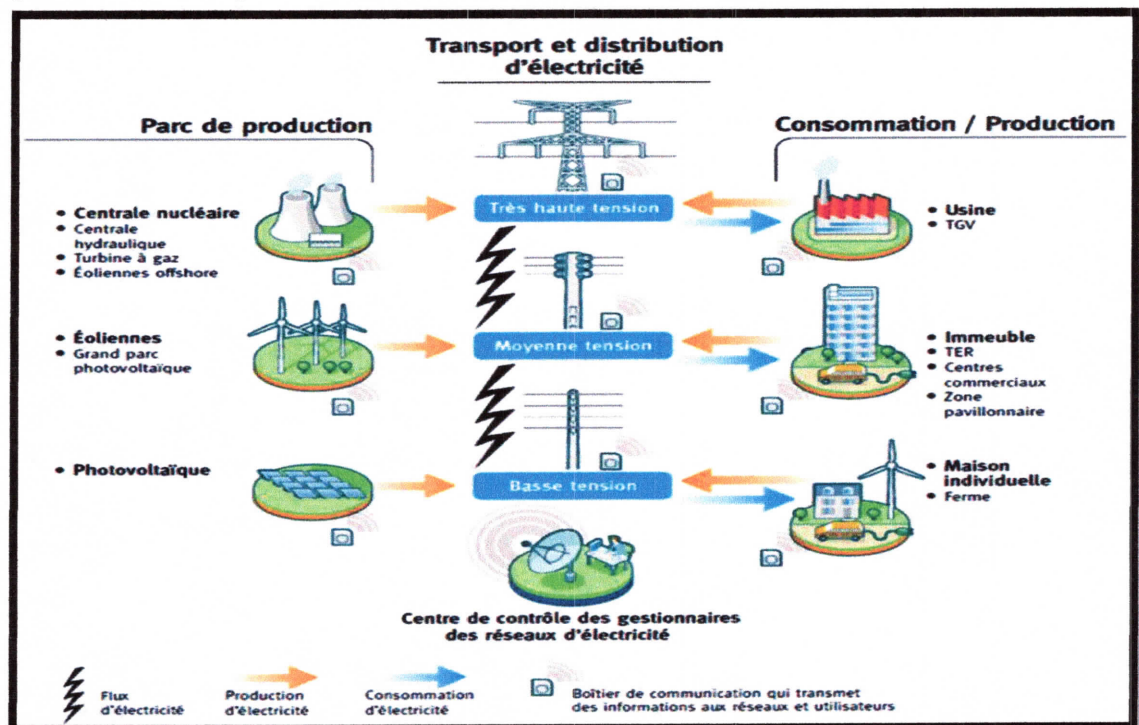 Transport et distribution
d'électricité
Parc de production
Consommation / Production
• Centrale nucléaire
• Centrale
hydraulique
• Turbine à gaz
• Éoliennes offshore
Très haute tension
• Usine
• TGV
• Éoliennes
• Grand parc
photovoltaïque
Moyenne tension
• Immeuble
• TER
• Centres
commerciaux
• Zone
pavillonnaire
• Photovoltaïque
Basse tension
• Maison
individuelle
• Ferme
Centre de contrôle des gestionnaires
des réseaux d'électricité
Flux
d'électricité
Production
d'électricité
Consommation
d'électricité
Boîtier de communication qui transmet
des informations aux réseaux et utilisateurs